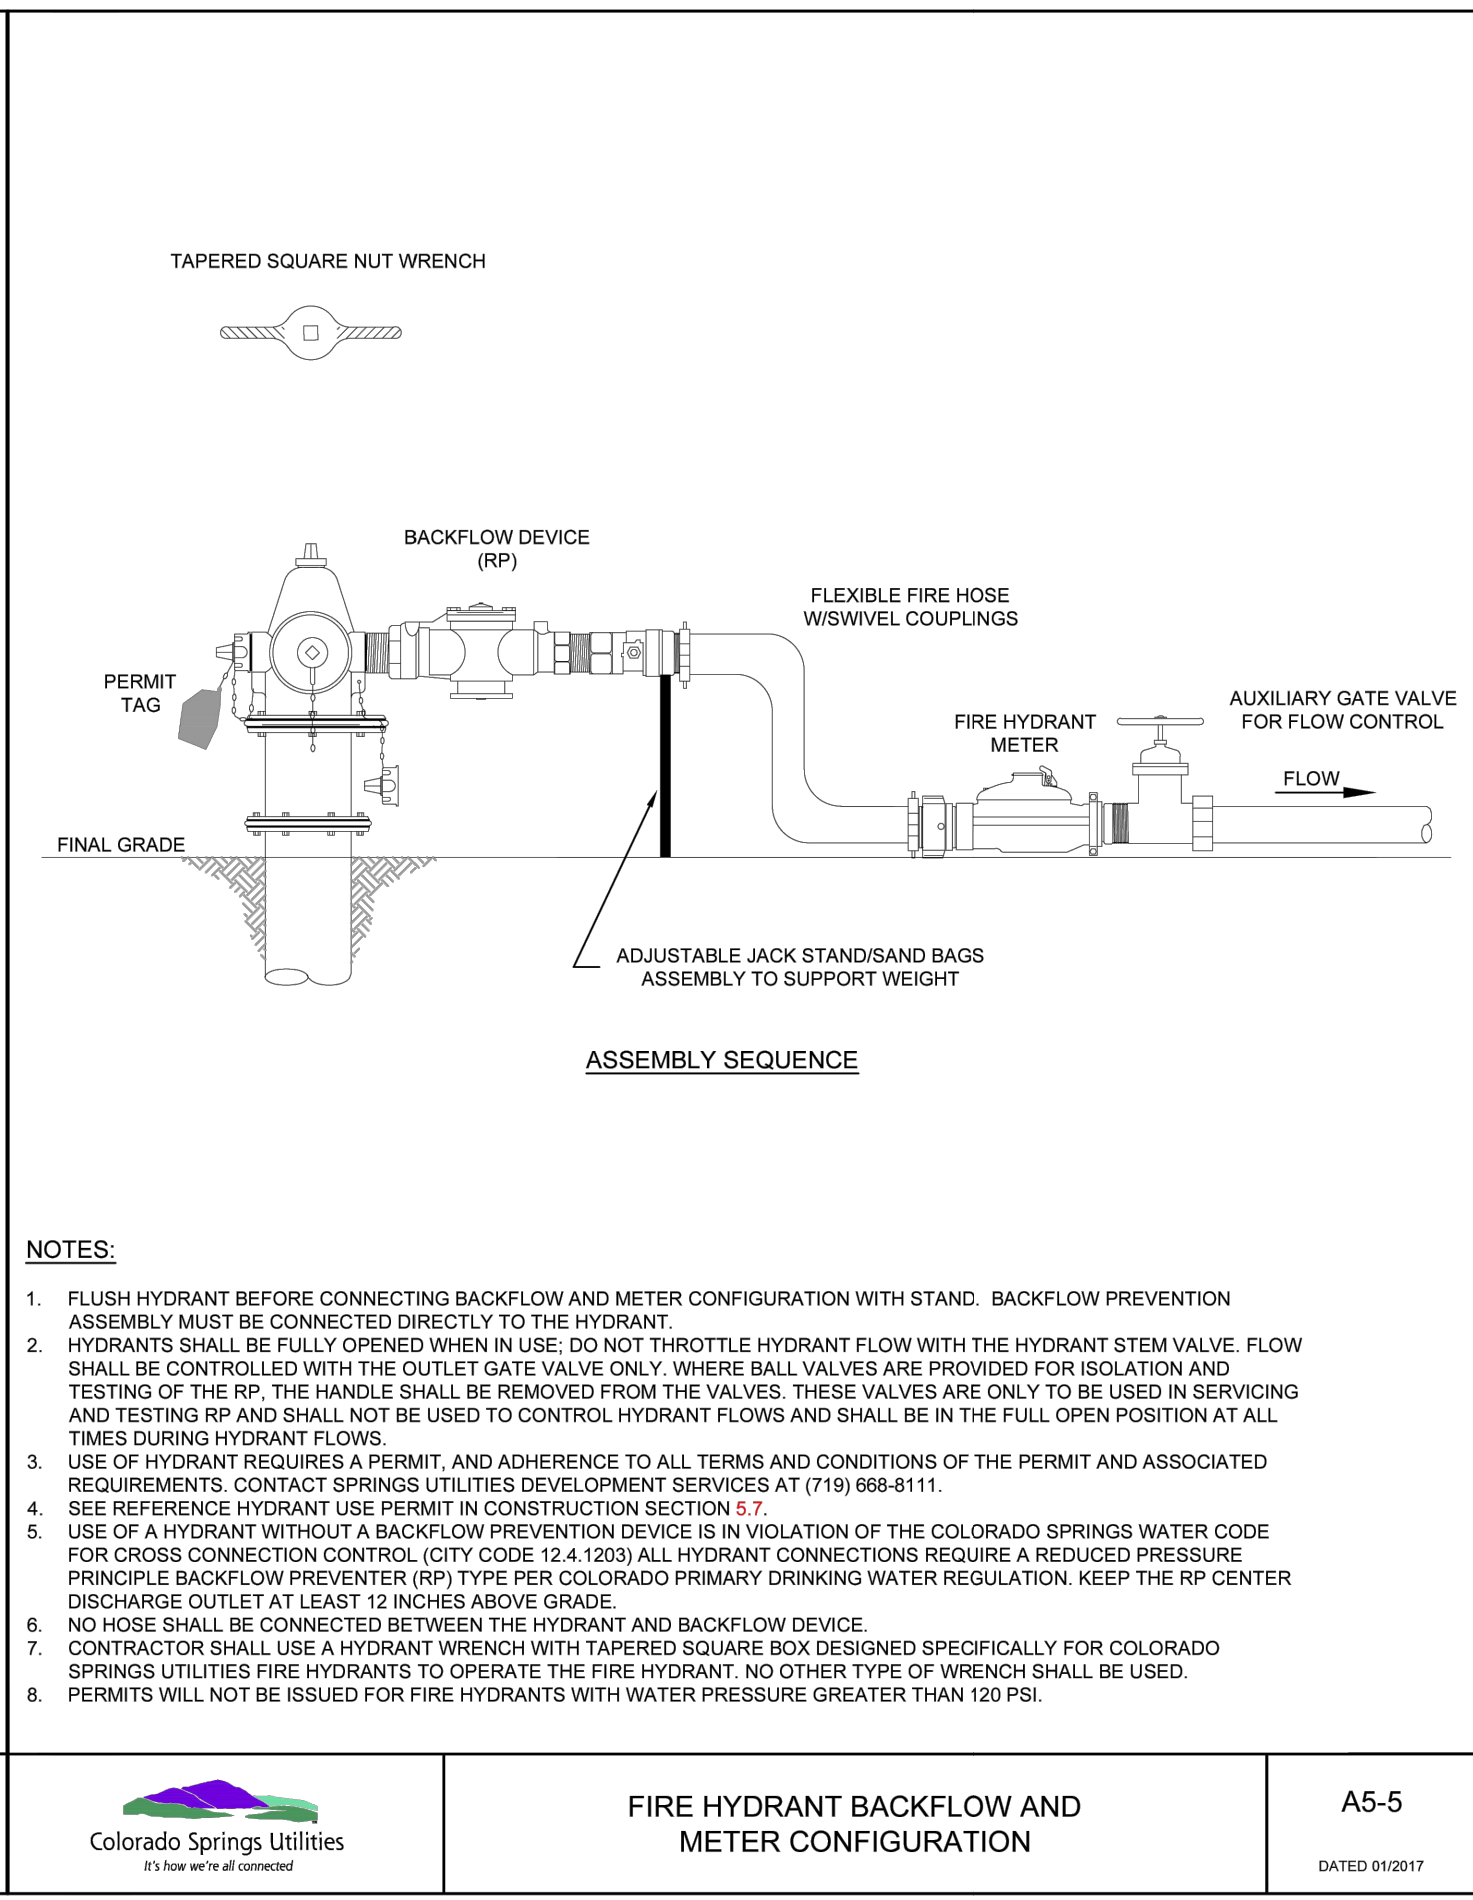 TAPERED SQUARE NUT WRENCH
BACKFLOW DEVICE
(RP)
FLEXIBLE FIRE HOSE
W/SWIVEL COUPLINGS
PERMIT
TAG
AUXILIARY GATE VALVE
FOR FLOW CONTROL
FIRE HYDRANT
METER
FLOW
FINAL GRADE
ADJUSTABLE JACK STAND/SAND BAGS
ASSEMBLY TO SUPPORT WEIGHT
ASSEMBLY SEQUENCE
NOTES:
1. FLUSH HYDRANT BEFORE CONNECTING BACKFLOW AND METER CONFIGURATION WITH STAND. BACKFLOW PREVENTION
ASSEMBLY MUST BE CONNECTED DIRECTLY TO THE HYDRANT.
2. HYDRANTS SHALL BE FULLY OPENED WHEN IN USE; DO NOT THROTTLE HYDRANT FLOW WITH THE HYDRANT STEM VALVE. FLOW
SHALL BE CONTROLLED WITH THE OUTLET GATE VALVE ONLY. WHERE BALL VALVES ARE PROVIDED FOR ISOLATION AND
TESTING OF THE RP, THE HANDLE SHALL BE REMOVED FROM THE VALVES. THESE VALVES ARE ONLY TO BE USED IN SERVICING
AND TESTING RP AND SHALL NOT BE USED TO CONTROL HYDRANT FLOWS AND SHALL BE IN THE FULL OPEN POSITION AT ALL
TIMES DURING HYDRANT FLOWS.
3. USE OF HYDRANT REQUIRES A PERMIT, AND ADHERENCE TO ALL TERMS AND CONDITIONS OF THE PERMIT AND ASSOCIATED
REQUIREMENTS. CONTACT SPRINGS UTILITIES DEVELOPMENT SERVICES AT (719) 668-8111.
4. SEE REFERENCE HYDRANT USE PERMIT IN CONSTRUCTION SECTION 5.7.
5. USE OF A HYDRANT WITHOUT A BACKFLOW PREVENTION DEVICE IS IN VIOLATION OF THE COLORADO SPRINGS WATER CODE
FOR CROSS CONNECTION CONTROL (CITY CODE 12.4.1203) ALL HYDRANT CONNECTIONS REQUIRE A REDUCED PRESSURE
PRINCIPLE BACKFLOW PREVENTER (RP) TYPE PER COLORADO PRIMARY DRINKING WATER REGULATION. KEEP THE RP CENTER
DISCHARGE OUTLET AT LEAST 12 INCHES ABOVE GRADE.
6. NO HOSE SHALL BE CONNECTED BETWEEN THE HYDRANT AND BACKFLOW DEVICE.
7. CONTRACTOR SHALL USE A HYDRANT WRENCH WITH TAPERED SQUARE BOX DESIGNED SPECIFICALLY FOR COLORADO
SPRINGS UTILITIES FIRE HYDRANTS TO OPERATE THE FIRE HYDRANT. NO OTHER TYPE OF WRENCH SHALL BE USED.
8. PERMITS WILL NOT BE ISSUED FOR FIRE HYDRANTS WITH WATER PRESSURE GREATER THAN 120 PSI.
Colorado Springs Utilities
It's how we're all connected
FIRE HYDRANT BACKFLOW AND
METER CONFIGURATION
A5-5
DATED 01/2017